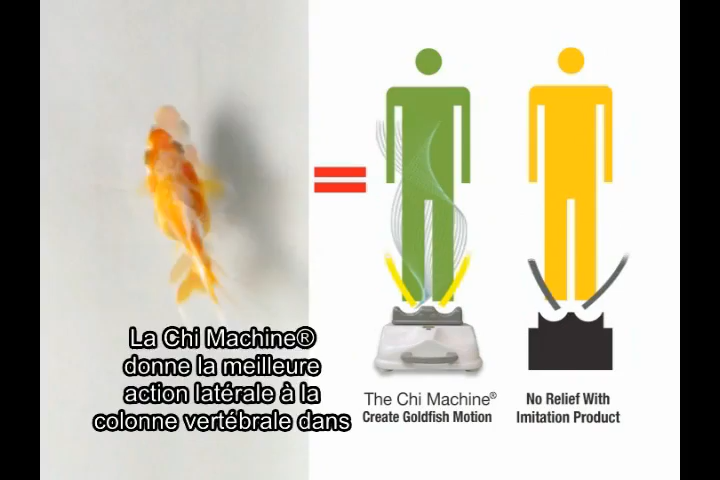 La Chi Machine®
donne la meilleure
action latérale à la
colonne vertébrale dans
The Chi Machine®
Create Goldfish Motion
No Relief With
Imitation Product